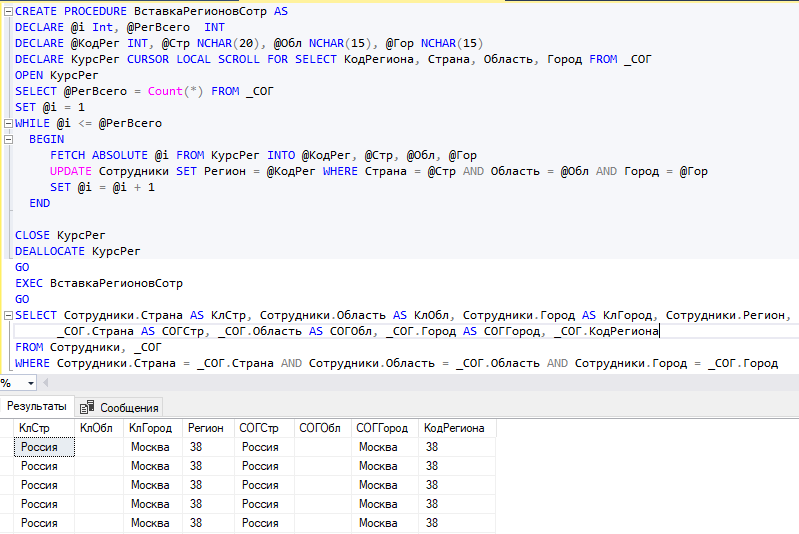 CREATE PROCEDURE ВставкаРегионовСотр AS
DECLARE @i Int, @РегВсего  INT
DECLARE @КодРег INT, @Стр NCHAR(20), @Обл NCHAR(15), @Гор NCHAR(15)
DECLARE КурсРег CURSOR LOCAL SCROLL FOR SELECT КодРегиона, Страна, Область, Город FROM _СОГ
OPEN КурсРег
SELECT @РегВсего = Count(*) FROM _СОГ
SET @i = 1
WHILE @i <= @РегВсего
BEGIN
FETCH ABSOLUTE @i FROM КурсРег INTO @КодРег, @Стр, @Обл, @Гор
UPDATE Сотрудники SET Регион = @КодРег WHERE Страна = @Стр AND Область = @Обл AND Город = @Гор
SET @i = @i + 1
END
CLOSE КурсРег
DEALLOCATE КурсРег
GO
EXEC ВставкаРегионовСотр
GO
SELECT Сотрудники.Страна AS КлСтр, Сотрудники.Область AS КлОбл, Сотрудники.Город AS КлГород, Сотрудники.Регион,
_СОГ.Страна AS СОГСтр, _СОГ.Область AS СОГОбл, _СОГ.Город AS СОГГород, _СОГ.КодРегиона
FROM Сотрудники, _СОГ
WHERE Сотрудники.Страна = _СОГ.Страна AND Сотрудники.Область = _СОГ.Область AND Сотрудники.Город = _СОГ.Город
%
Результаты Сообщения
КлСтр КлОбл КлГород Регион СОГСтр СОГОбл СОГГород КодРегиона
Россия Москва 38 Россия Москва 38
Россия Москва 38 Россия Москва 38
Россия Москва 38 Россия Москва 38
Россия Москва 38 Россия Москва 38
Россия Москва 38 Россия Москва 38